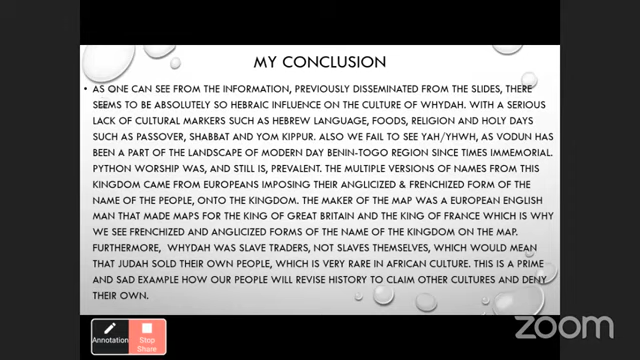 MY CONCLUSION
• AS ONE CAN SEE FROM THE INFORMATION, PREVIOUSLY DISSEMINATED FROM THE SLIDES, THERE
SEEMS TO BE ABSOLUTELY SO HEBRAIC INFLUENCE ON THE CULTURE OF WHYDAH. WITH A SERIOUS
LACK OF CULTURAL MARKERS SUCH AS HEBREW LANGUAGE, FOODS, RELIGION AND HOLY DAYS
SUCH AS PASSOVER, SHABBAT AND YOM KIPPUR. ALSO WE FAIL TO SEE YAH/YHWH, AS VODUN HAS
BEEN A PART OF THE LANDSCAPE OF MODERN DAY BENIN-TOGO REGION SINCE TIMES IMMEMORIAL.
PYTHON WORSHIP WAS, AND STILL IS, PREVALENT. THE MULTIPLE VERSIONS OF NAMES FROM THIS
KINGDOM CAME FROM EUROPEANS IMPOSING THEIR ANGLICIZED & FRENCHIZED FORM OF THE
NAME OF THE PEOPLE, ONTO THE KINGDOM. THE MAKER OF THE MAP WAS A EUROPEAN ENGLISH
MAN THAT MADE MAPS FOR THE KING OF GREAT BRITAIN AND THE KING OF FRANCE WHICH IS WHY
WE SEE FRENCHIZED AND ANGLICIZED FORMS OF THE NAME OF THE KINGDOM ON THE MAP.
FURTHERMORE, WHYDAH WAS SLAVE TRADERS, NOT SLAVES THEMSELVES, WHICH WOULD MEAN
THAT JUDAH SOLD THEIR OWN PEOPLE, WHICH IS VERY RARE IN AFRICAN CULTURE. THIS IS A PRIME
AND SAD EXAMPLE HOW OUR PEOPLE WILL REVISE HISTORY TO CLAIM OTHER CULTURES AND DENY
THEIR OWN.
Annotation
Stop
Share
zoom